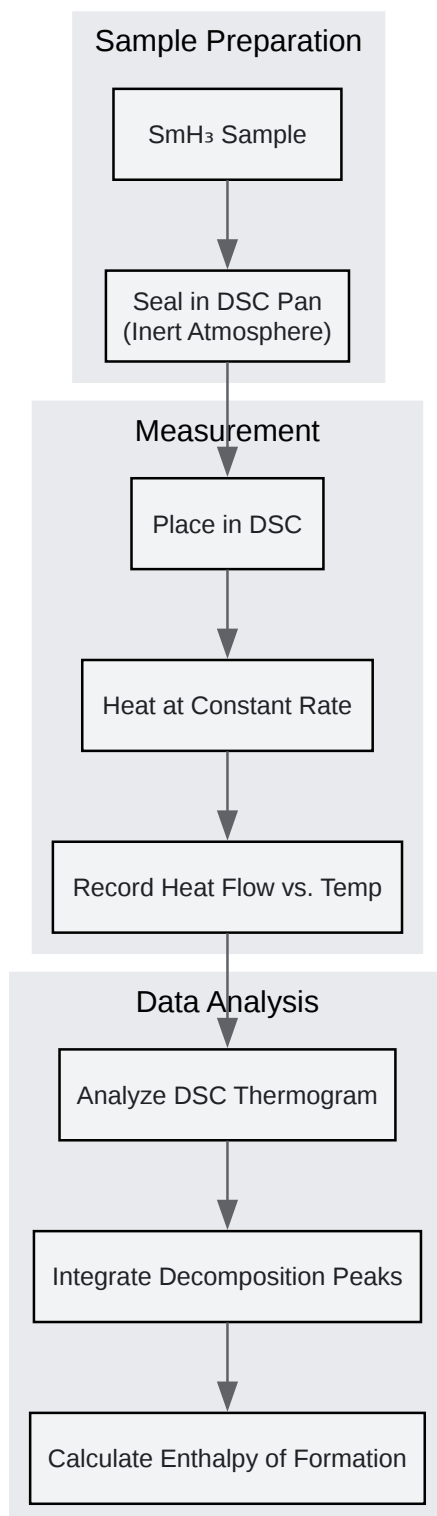 Sample Preparation
SmH₃ Sample
Seal in DSC Pan
(Inert Atmosphere)
Measurement
Place in DSC
Heat at Constant Rate
Record Heat Flow vs. Temp
Data Analysis
Analyze DSC Thermogram
Integrate Decomposition Peaks
Calculate Enthalpy of Formation